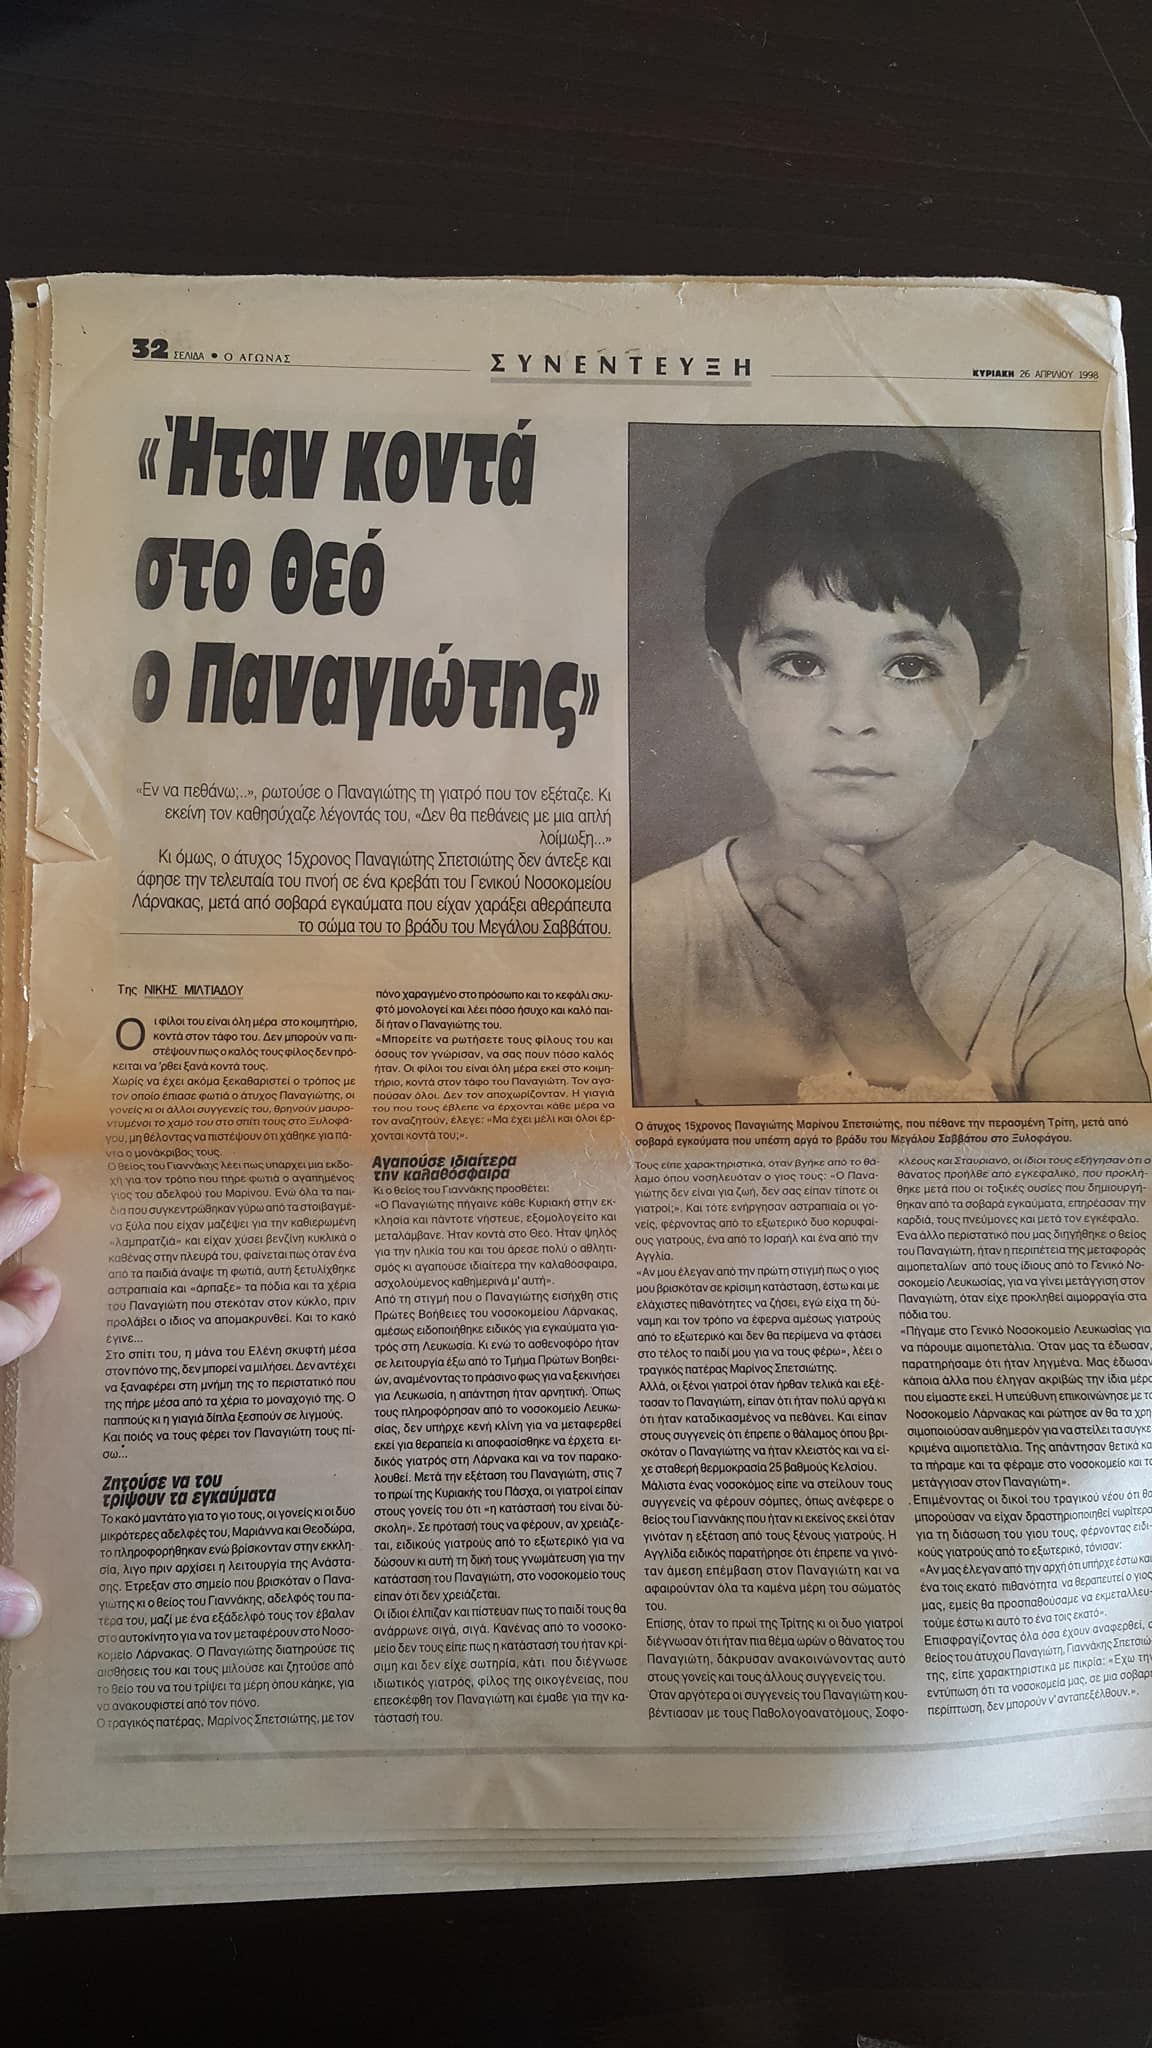 32 ΣΕΛΙΔΑ • Ο ΑΓΩΝΑΣ
ΣΥΝΕΝΤΕΥΞΗ
ΚΥΡΙΑΚΗ 26 ΑΠΡΙΛΙΟΥ 1998
«Ήταν κοντά
στο Θεό
ο Παναγιώτης»
«Εν να πεθάνω;..», ρωτούσε ο Παναγιώτης τη γιατρό που τον εξέταζε. Κι
εκείνη τον καθησύχαζε λέγοντάς του, «Δεν θα πεθάνεις με μια απλή
λοίμωξη...»
Κι όμως, ο άτυχος 15χρονος Παναγιώτης Σπετσιώτης δεν άντεξε και
άφησε την τελευταία του πνοή σε ένα κρεβάτι του Γενικού Νοσοκομείου
Λάρνακας, μετά από σοβαρά εγκαύματα που είχαν χαράξει αθεράπευτα
το σώμα του το βράδυ του Μεγάλου Σαββάτου.
Της ΝΙΚΗΣ ΜΙΛΤΙΑΔΟΥ
Οι φίλοι του είναι όλη μέρα στο κοιμητήριο,
κοντά στον τάφο του. Δεν μπορούν να πι-
στέψουν πως ο καλός τους φίλος δεν πρό-
κειται να 'ρθει ξανά κοντά τους.
Χωρίς να έχει ακόμα ξεκαθαριστεί ο τρόπος με
τον οποίο έπιασε φωτιά ο άτυχος Παναγιώτης, οι
γονείς κι οι άλλοι συγγενείς του, θρηνούν μαυρο-
ντυμένοι το χαμό του στο σπίτι τους στο Ξυλοφά-
γου, μη θέλοντας να πιστέψουν ότι χάθηκε για πά-
ντα ο μονάκριβος τους.
Ο θείος του Γιαννάκης λέει πως υπάρχει μια εκδο-
χή για τον τρόπο που πήρε φωτιά ο αγαπημένος
γιος του αδελφού του Μαρίνου. Ενώ όλα τα παι-
διά που συγκεντρώθηκαν γύρω από τα στοιβαγμέ-
να ξύλα που είχαν μαζέψει για την καθιερωμένη
«λαμπρατζιά» και είχαν χύσει βενζίνη κυκλικά ο
καθένας στην πλευρά του, φαίνεται πως όταν ένα
από τα παιδιά άναψε τη φωτιά, αυτή ξετυλίχθηκε
αστραπιαία και «άρπαξε» τα πόδια και τα χέρια
του Παναγιώτη που στεκόταν στον κύκλο, πριν
προλάβει ο ίδιος να απομακρυνθεί. Και το κακό
έγινε...
Στο σπίτι του, η μάνα του Ελένη σκυφτή μέσα
στον πόνο της, δεν μπορεί να μιλήσει. Δεν αντέχει
να ξαναφέρει στη μνήμη της το περιστατικό που
της πήρε μέσα από τα χέρια το μοναχογιό της. Ο
παππούς κι η γιαγιά δίπλα ξεσπούν σε λιγμούς.
Και ποιός να τους φέρει τον Παναγιώτη τους πί-
σω...
Ζητούσε να του
τρίψουν τα εγκαύματα
Το κακό μαντάτο για το γιο τους, οι γονείς κι οι δυο
μικρότερες αδελφές του, Μαριάννα και Θεοδώρα,
το πληροφορήθηκαν ενώ βρίσκονταν στην εκκλη-
σία, λιγο πριν αρχίσει η λειτουργία της Ανάστα-
σης. Έτρεξαν στο σημείο που βρισκόταν ο Πανα-
γιώτης κι ο θείος του Γιαννάκης, αδελφός του πα-
τέρα του, μαζί με ένα εξάδελφό τους τον έβαλαν
στο αυτοκίνητο για να τον μεταφέρουν στο Νοσο-
κομείο Λάρνακας. Ο Παναγιώτης διατηρούσε τις
αισθήσεις του και τους μιλούσε και ζητούσε από
το θείο του να του τρίψει τα μέρη όπου κάηκε, για
να ανακουφιστεί από τον πόνο.
Ο τραγικός πατέρας, Μαρίνος Σπετσιώτης, με τον
πόνο χαραγμένο στο πρόσωπο και το κεφάλι σκυ-
φτό μονολογεί και λέει πόσο ήσυχο και καλό παι-
δί ήταν ο Παναγιώτης του.
«Μπορείτε να ρωτήσετε τους φίλους του και
όσους τον γνώρισαν, να σας πουν πόσο καλός
ήταν. Οι φίλοι του είναι όλη μέρα εκεί στο κοιμη-
τήριο, κοντά στον τάφο του Παναγιώτη. Τον αγα-
πούσαν όλοι. Δεν τον αποχωρίζονταν. Η γιαγιά
του που τους έβλεπε να έρχονται κάθε μέρα να
τον αναζητούν, έλεγε: «Μα έχει μέλι και όλοι έρ-
χονται κοντά του;».
Αγαπούσε ιδιαίτερα
την καλαθόσφαιρα
Κι ο θείος του Γιαννάκης προσθέτει:
«Ο Παναγιώτης πήγαινε κάθε Κυριακή στην εκ-
κλησία και πάντοτε νήστευε, εξομολογείτο και
μεταλάμβανε. Ήταν κοντά στο Θεό. Ήταν ψηλός
για την ηλικία του και του άρεσε πολύ ο αθλητι-
σμός κι αγαπούσε ιδιαίτερα την καλαθόσφαιρα,
ασχολούμενος καθημερινά μ' αυτή».
Από τη στιγμή που ο Παναγιώτης εισήχθη στις
Πρώτες Βοήθειες του νοσοκομείου Λάρνακας,
αμέσως ειδοποιήθηκε ειδικός για εγκαύματα για-
τρός στη Λευκωσία. Κι ενώ το ασθενοφόρο ήταν
σε λειτουργία έξω από το Τμήμα Πρώτων Βοηθει-
ών, αναμένοντας το πράσινο φως για να ξεκινήσει
για Λευκωσία, η απάντηση ήταν αρνητική. Όπως
τους πληροφόρησαν από το νοσοκομείο Λευκω-
σίας, δεν υπήρχε κενή κλίνη για να μεταφερθεί
εκεί για θεραπεία κι αποφασίσθηκε να έρχεται ει-
δικός γιατρός στη Λάρνακα και να τον παρακο-
λουθεί. Μετά την εξέταση του Παναγιώτη, στις 7
το πρωί της Κυριακής του Πάσχα, οι γιατροί είπαν
στους γονείς του ότι «η κατάστασή του είναι δύ-
σκολη». Σε πρότασή τους να φέρουν, αν χρειάζε-
ται, ειδικούς γιατρούς από το εξωτερικό για να
δώσουν κι αυτή τη δική τους γνωμάτευση για την
κατάσταση του Παναγιώτη, στο νοσοκομείο τους
είπαν ότι δεν χρειάζεται.
Οι ίδιοι έλπιζαν και πίστευαν πως το παιδί τους θα
ανάρρωνε σιγά, σιγά. Κανένας από το νοσοκο-
μείο δεν τους είπε πως η κατάστασή του ήταν κρί-
σιμη και δεν είχε σωτηρία, κάτι που διέγνωσε
ιδιωτικός γιατρός, φίλος της οικογένειας, που
επεσκέφθη τον Παναγιώτη και έμαθε για την κα-
τάστασή του.
Ο άτυχος 15χρονος Παναγιώτης Μαρίνου Σπετσιώτης, που πέθανε την περασμένη Τρίτη, μετά από
σοβαρά εγκαύματα που υπέστη αργά το βράδυ του Μεγάλου Σαββάτου στο Ξυλοφάγου.
Τους είπε χαρακτηριστικά, όταν βγήκε από το θά-
λαμο όπου νοσηλευόταν ο γιος τους: «Ο Πανα-
γιώτης δεν είναι για ζωή, δεν σας είπαν τίποτε οι
γιατροί;». Και τότε ενήργησαν αστραπιαία οι γο-
νείς, φέρνοντας από το εξωτερικό δυο κορυφαί-
ους γιατρούς, ένα από το Ισραήλ και ένα από την
Αγγλία.
«Αν μου έλεγαν από την πρώτη στιγμή πως ο γιος
μου βρισκόταν σε κρίσιμη κατάσταση, έστω και με
ελάχιστες πιθανότητες να ζήσει, εγώ είχα τη δύ-
ναμη και τον τρόπο να έφερνα αμέσως γιατρούς
από το εξωτερικό και δεν θα περίμενα να φτάσει
στο τέλος το παιδί μου για να τους φέρω», λέει ο
τραγικός πατέρας Μαρίνος Σπετσιώτης.
Αλλά, οι ξένοι γιατροί όταν ήρθαν τελικά και εξέ-
τασαν το Παναγιώτη, είπαν ότι ήταν πολύ αργά κι
ότι ήταν καταδικασμένος να πεθάνει. Και είπαν
στους συγγενείς ότι έπρεπε ο θάλαμος όπου βρι-
σκόταν ο Παναγιώτης να ήταν κλειστός και να εί-
χε σταθερή θερμοκρασία 25 βαθμούς Κελσίου.
Μάλιστα ένας νοσοκόμος είπε να στείλουν τους
συγγενείς να φέρουν σόμπες, όπως ανέφερε ο
θείος του Παναγιώτη που ήταν κι εκείνος εκεί όταν
γινόταν η εξέταση από τους ξένους γιατρούς. Η
Αγγλίδα ειδικός παρατήρησε ότι έπρεπε να γινό-
ταν άμεση επέμβαση στον Παναγιώτη και να
αφαιρούνταν όλα τα καμένα μέρη του σώματός
του.
Επίσης, όταν το πρωί της Τρίτης κι οι δυο γιατροί
διέγνωσαν ότι ήταν πια θέμα ωρών ο θάνατος του
Παναγιώτη, δάκρυσαν ανακοινώνοντας αυτό
στους γονείς και τους άλλους συγγενείς του.
Όταν αργότερα οι συγγενείς του Παναγιώτη κου-
βέντιασαν με τους Παθολογοανατόμους, Σοφο-
κλέους και Σταυριανό, οι ίδιοι τους εξήγησαν ότι ο
θάνατος προήλθε από εγκεφαλικό, που προκλή-
θηκε μετά που οι τοξικές ουσίες που δημιουργή-
θηκαν από τα σοβαρά εγκαύματα, επηρέασαν την
καρδιά, τους πνεύμονες και μετά τον εγκέφαλο.
Ένα άλλο περιστατικό που μας διηγήθηκε ο θείος
του Παναγιώτη, ήταν η περιπέτεια της μεταφοράς
αιμοπεταλίων από τους ίδιους από το Γενικό Νο-
σοκομείο Λευκωσίας, για να γίνει μετάγγιση στον
Παναγιώτη, όταν είχε προκληθεί αιμορραγία στα
πόδια του.
«Πήγαμε στο Γενικό Νοσοκομείο Λευκωσίας για
να πάρουμε αιμοπετάλια. Όταν μας τα έδωσαν,
παρατηρήσαμε ότι ήταν ληγμένα. Μας έδωσαν
κάποια άλλα που έληγαν ακριβώς την ίδια μέρα
που είμαστε εκεί. Η υπεύθυνη επικοινώνησε με το
Νοσοκομείο Λάρνακας και ρώτησε αν θα τα χρη-
σιμοποιούσαν αυθημερόν για να στείλει τα συγκε-
κριμένα αιμοπετάλια. Της απάντησαν θετικά κα
τα πήραμε και τα φέραμε στο νοσοκομείο και το
μετάγγισαν στον Παναγιώτη».
Επιμένοντας οι δικοί του τραγικού νέου ότι θα
μπορούσαν να είχαν δραστηριοποιηθεί νωρίτερα
για τη διάσωση του γιου τους, φέρνοντας ειδι-
κούς γιατρούς από το εξωτερικό, τόνισαν:
«Αν μας έλεγαν από την αρχή ότι υπήρχε έστω και
ένα τοις εκατό πιθανότητα να θεραπευτεί ο γιος
μας, εμείς θα προσπαθούσαμε να εκμεταλλευ-
τούμε έστω κι αυτό το ένα τοις εκατό».
Επισφραγίζοντας όλα όσα έχουν αναφερθεί, ο
θείος του άτυχου Παναγιώτη, Γιαννάκης Σπετσιώ-
της, είπε χαρακτηριστικά με πικρία: «Έχω την
εντύπωση ότι τα νοσοκομεία μας, σε μια σοβαρή
περίπτωση, δεν μπορούν ν' ανταπεξέλθουν.».